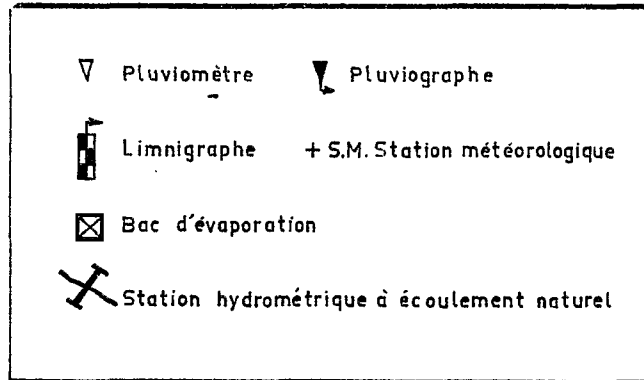 Pluviomètre Pluviographe
Limnigraphe + S.M. Station météorologique
Bac d'évaporation
Station hydrométrique à écoulement naturel